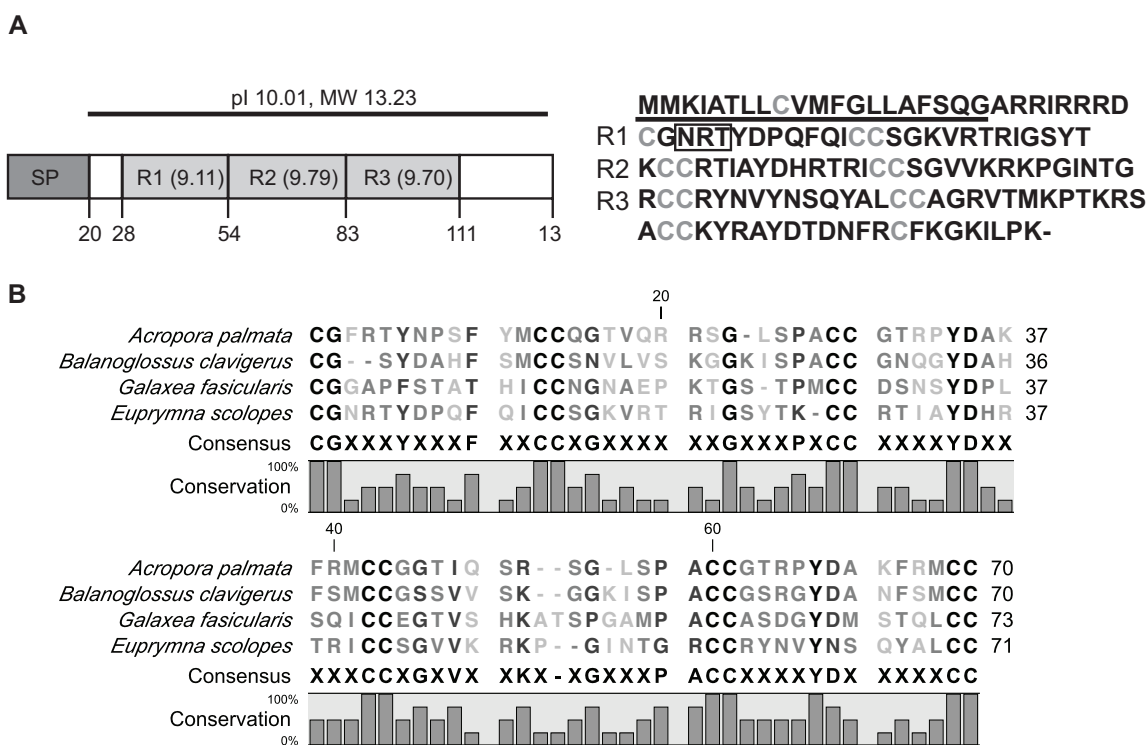 A
pI 10.01, MW 13.23
SP R1 (9.11) R2 (9.79) R3 (9.70)
20 28 54 83 111 13
MMKIATLLCVMFGLLAFSQGARRIRRRD
R1 CGNRTYDPQFQICCSGKVRTRIGSYT
R2 KCCRTIAYDHRTRICCSGVVKRKPGINTG
R3 RCCRYNVYNSQYALCCAGRVTMKPTKRS
ACCKYRAYDTDNFRCFKGKILPK-
B
20
Acropora palmata CGFRTYNPSF YMCCQGTVQR RSG-LSPACC GTRPYDAK 37
Balanoglossus clavigerus CG--SYDAHF SMCCSNVLVS KGGKISPACC GNQGYDAH 36
Galaxea fasicularis CGGAPFSTAT HICCNGNAEP KTGS-TPMCC DSNSYDPL 37
Euprymna scolopes CGNRTYDPQF QICCSGKVRT RIGSYTK-CC RTIAYDHR 37
Consensus CGXXXYXXXF XXCCXGXXXX XXGXXXPXCC XXXXYDXX
100%
Conservation
0%
40 60
Acropora palmata FRMCCGGTIQ SR--SG-LSP ACCGTRPYDA KFRMCC 70
Balanoglossus clavigerus FSMCCGSSVV SK--GGKISP ACCGSRGYDA NFSMCC 70
Galaxea fasicularis SQICCEGTVS HKATSPGAMP ACCASDGYDM STQLCC 73
Euprymna scolopes TRICCSGVVK RKP--GINTG RCCRYNVYNS QYALCC 71
Consensus XXXCCXGXVX XKX-XGXXXP ACCXXXXYDX XXXXCC
100%
Conservation
0%